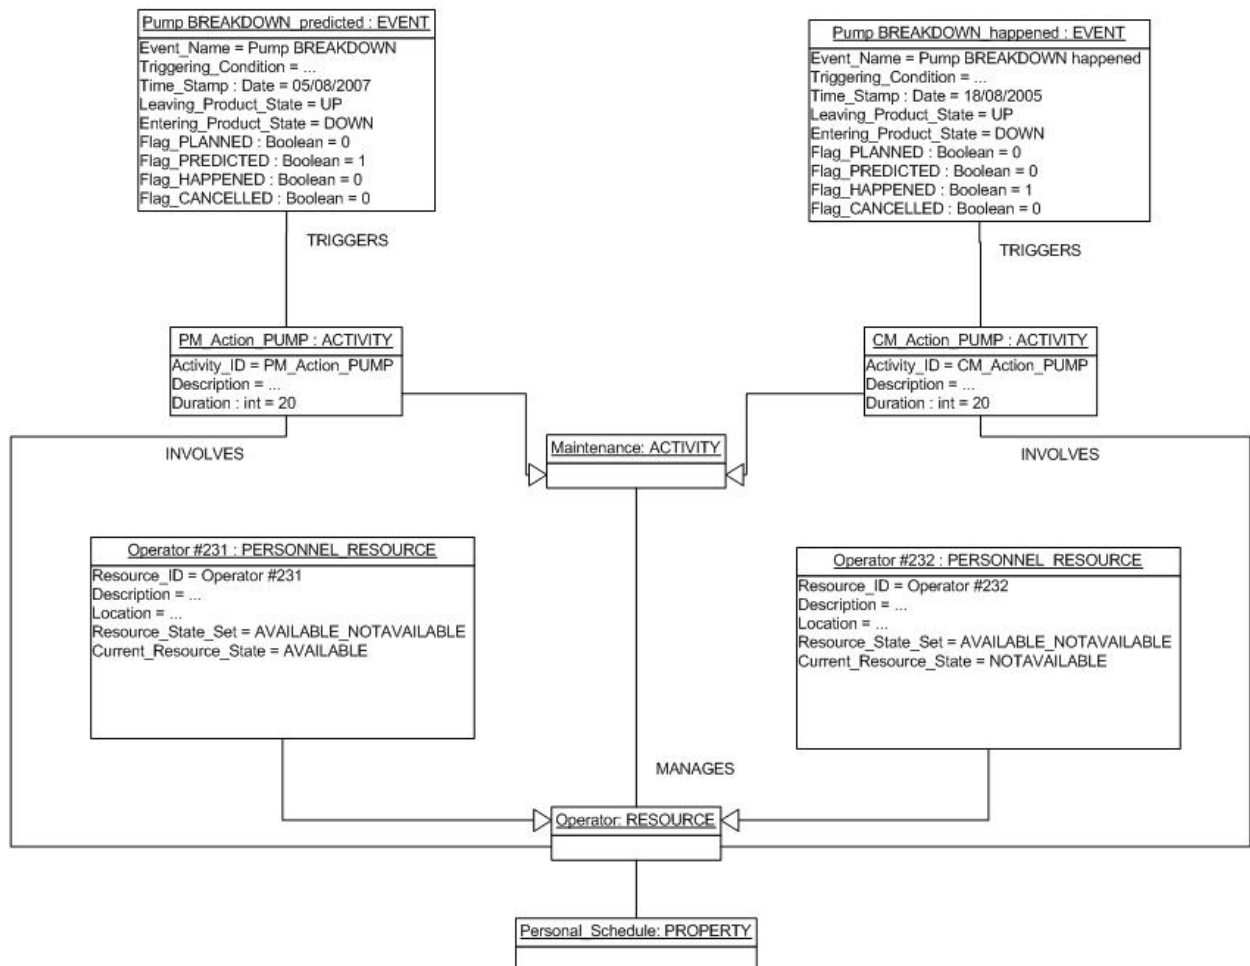 Pump BREAKDOWN_predicted : EVENT
Event_Name = Pump BREAKDOWN
Triggering_Condition = ...
Time_Stamp : Date = 05/08/2007
Leaving_Product_State = UP
Entering_Product_State = DOWN
Flag_PLANNED : Boolean = 0
Flag_PREDICTED : Boolean = 1
Flag_HAPPENED : Boolean = 0
Flag_CANCELLED : Boolean = 0
Pump BREAKDOWN_happened : EVENT
Event_Name = Pump BREAKDOWN happened
Triggering_Condition = ...
Time_Stamp : Date = 18/08/2005
Leaving_Product_State = UP
Entering_Product_State = DOWN
Flag_PLANNED : Boolean = 0
Flag_PREDICTED : Boolean = 0
Flag_HAPPENED : Boolean = 1
Flag_CANCELLED : Boolean = 0
TRIGGERS
TRIGGERS
PM_Action_PUMP : ACTIVITY
Activity_ID = PM_Action_PUMP
Description = ...
Duration : int = 20
CM_Action_PUMP : ACTIVITY
Activity_ID = CM_Action_PUMP
Description = ...
Duration : int = 20
INVOLVES
Maintenance: ACTIVITY
INVOLVES
Operator #231 : PERSONNEL_RESOURCE
Resource_ID = Operator #231
Description = ...
Location = ...
Resource_State_Set = AVAILABLE_NOTAVAILABLE
Current_Resource_State = AVAILABLE
Operator #232 : PERSONNEL_RESOURCE
Resource_ID = Operator #232
Description = ...
Location = ...
Resource_State_Set = AVAILABLE_NOTAVAILABLE
Current_Resource_State = NOTAVAILABLE
MANAGES
Operator: RESOURCE
Personal_Schedule: PROPERTY